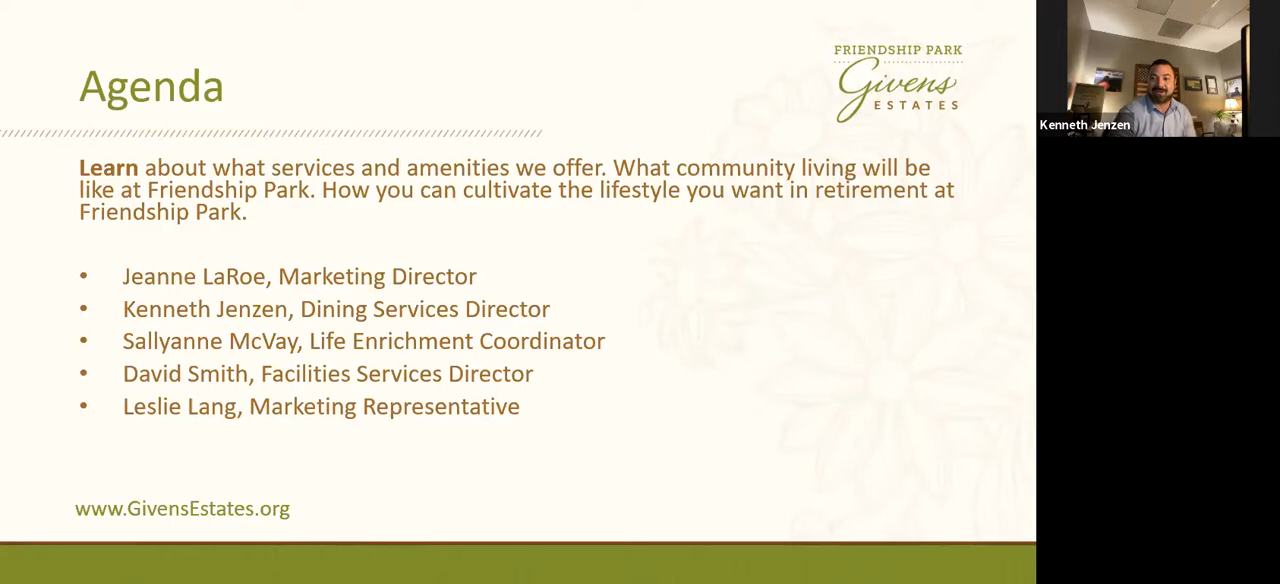 FRIENDSHIP PARK
Givens
ESTATES
Agenda
Learn about what services and amenities we offer. What community living will be
like at Friendship Park. How you can cultivate the lifestyle you want in retirement at
Friendship Park.
• Jeanne LaRoe, Marketing Director
• Kenneth Jenzen, Dining Services Director
• Sallyanne McVay, Life Enrichment Coordinator
• David Smith, Facilities Services Director
• Leslie Lang, Marketing Representative
www.GivensEstates.org
Kenneth Jenzen